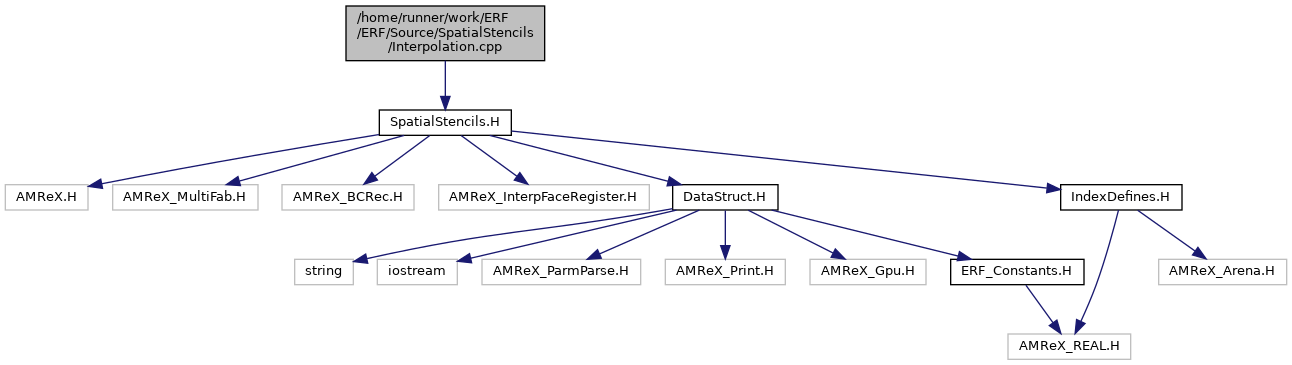 /home/runner/work/ERF
/ERF/Source/SpatialStencils
/Interpolation.cpp
SpatialStencils.H
AMReX.H
AMReX_MultiFab.H
AMReX_BCRec.H
AMReX_InterpFaceRegister.H
DataStruct.H
IndexDefines.H
string
iostream
AMReX_ParmParse.H
AMReX_Print.H
AMReX_Gpu.H
ERF_Constants.H
AMReX_Arena.H
AMReX_REAL.H